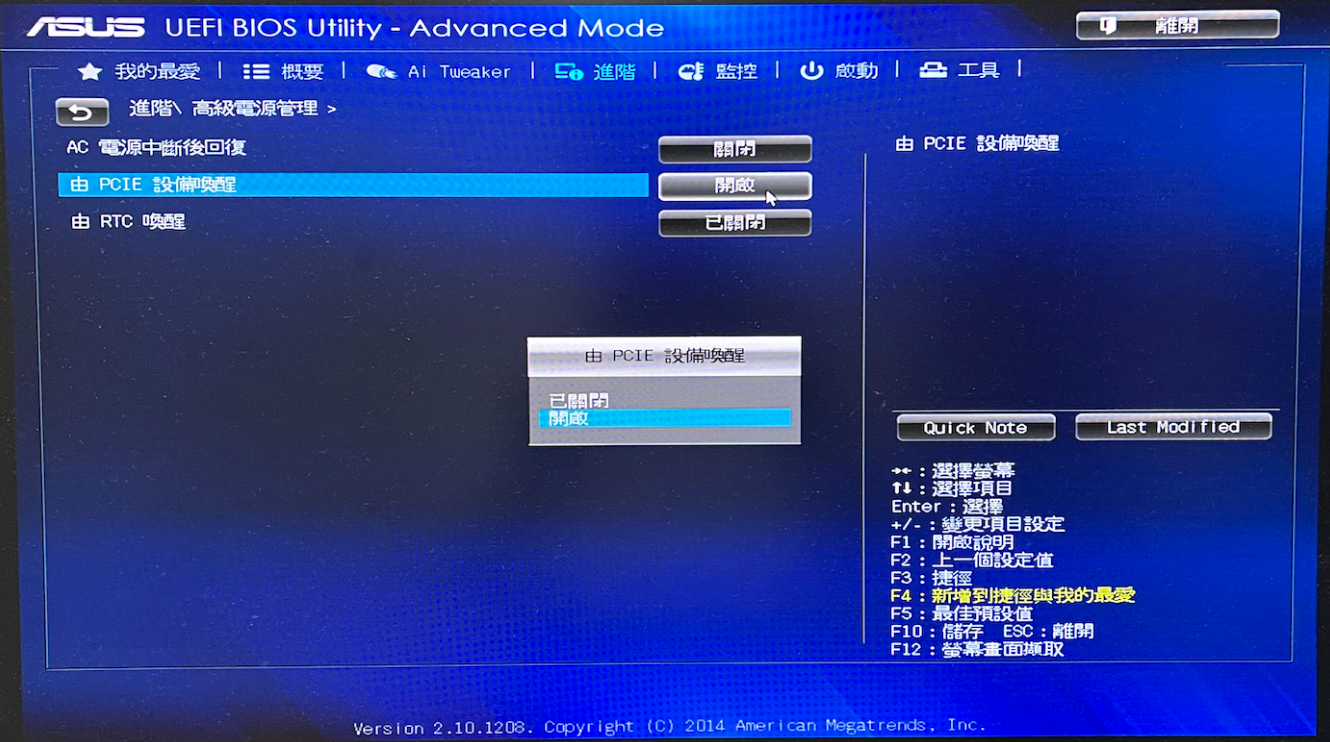 ASUS UEFI BIOS Utility - Advanced Mode
離開
我的最愛 概要 Ai Tweaker 進階 監控 啟動 工具
進階\ 高級電源管理 >
AC 電源中斷後回復 關閉
由 PCIE 設備喚醒 開啟
由 RTC 喚醒 已關閉
由 PCIE 設備喚醒
由 PCIE 設備喚醒
已關閉
開啟
Quick Note Last Modified
→←：選擇螢幕
↑↓：選擇項目
Enter：選擇
+/-：變更項目設定
F1：開啟說明
F2：上一個設定值
F3：捷徑
F4：新增到捷徑與我的最愛
F5：最佳預設值
F10：儲存 ESC：離開
F12：螢幕畫面擷取
Version 2.10.1208. Copyright (C) 2014 American Megatrends, Inc.